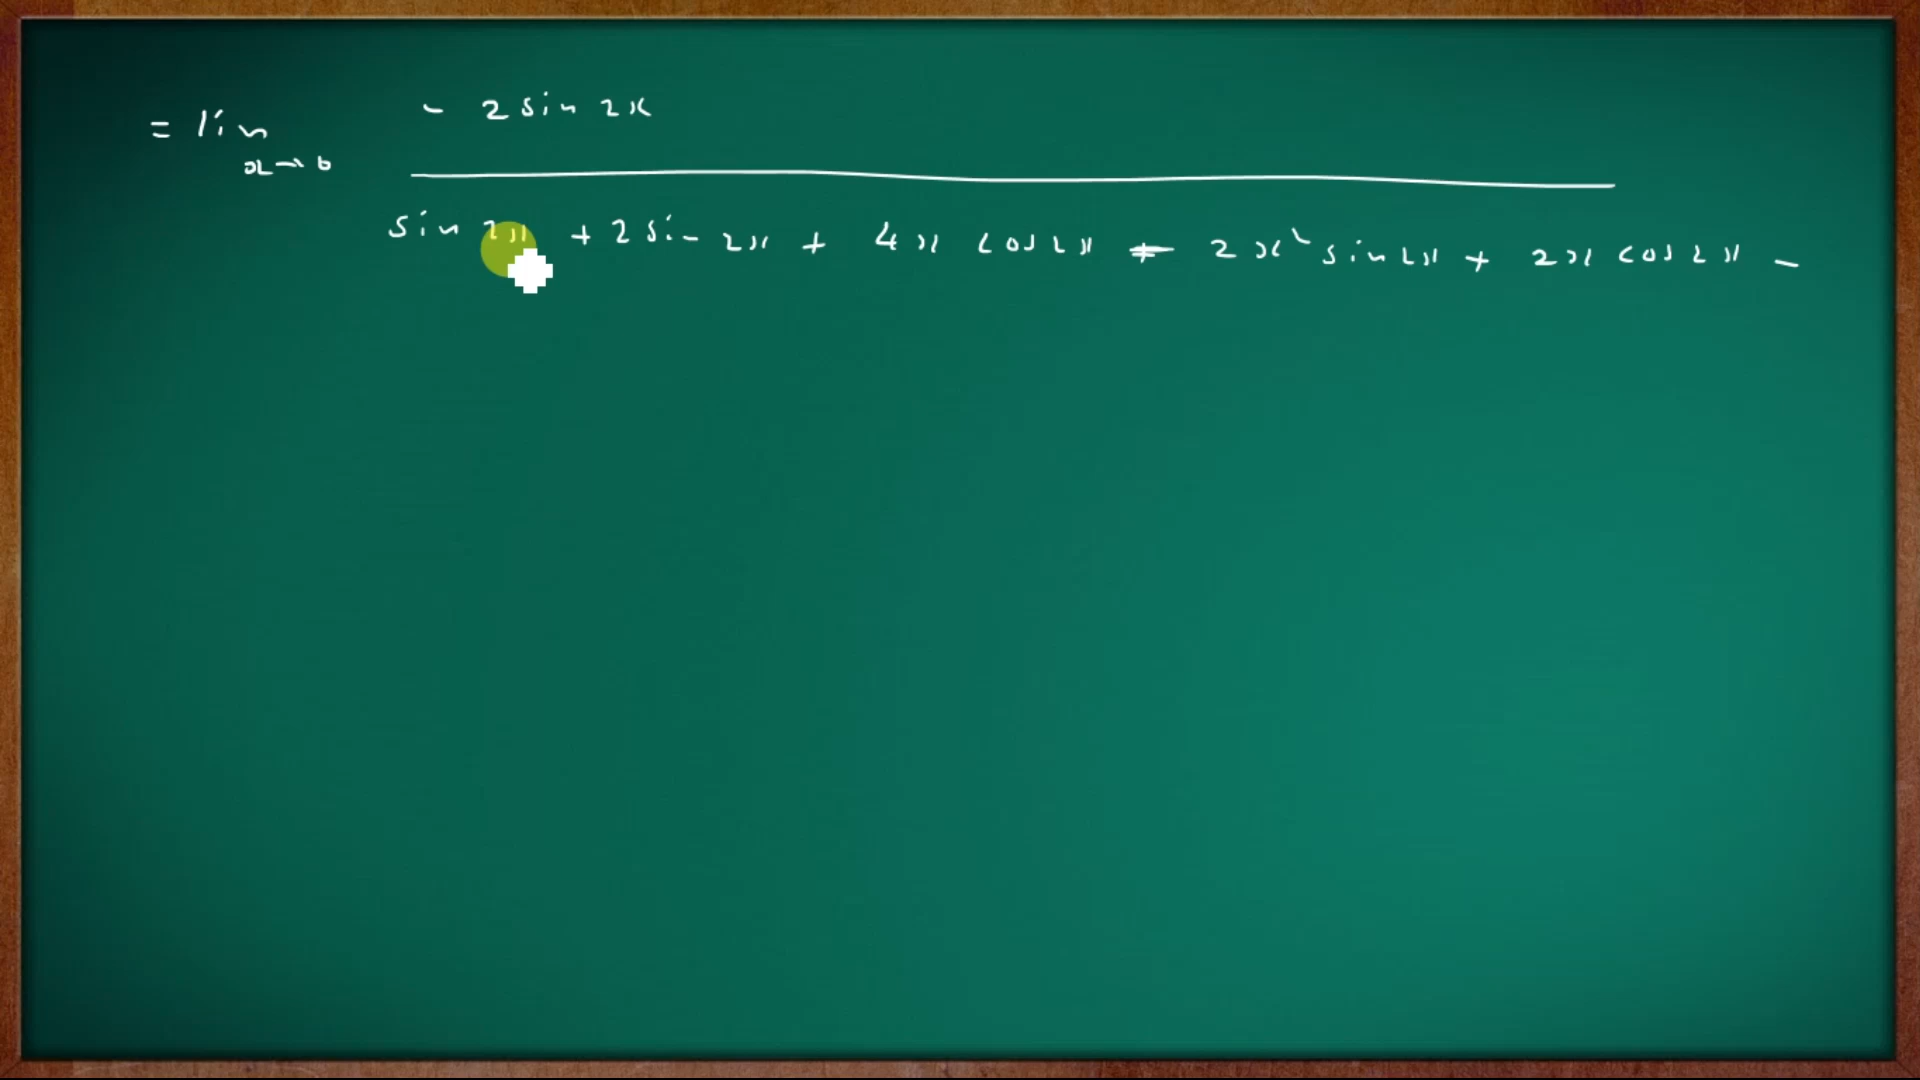 = lim - 2 sin 2x
x→0
sin 2x + 2 sin 2x + 4x cos 2x - 2x² sin 2x + 2x cos 2x -